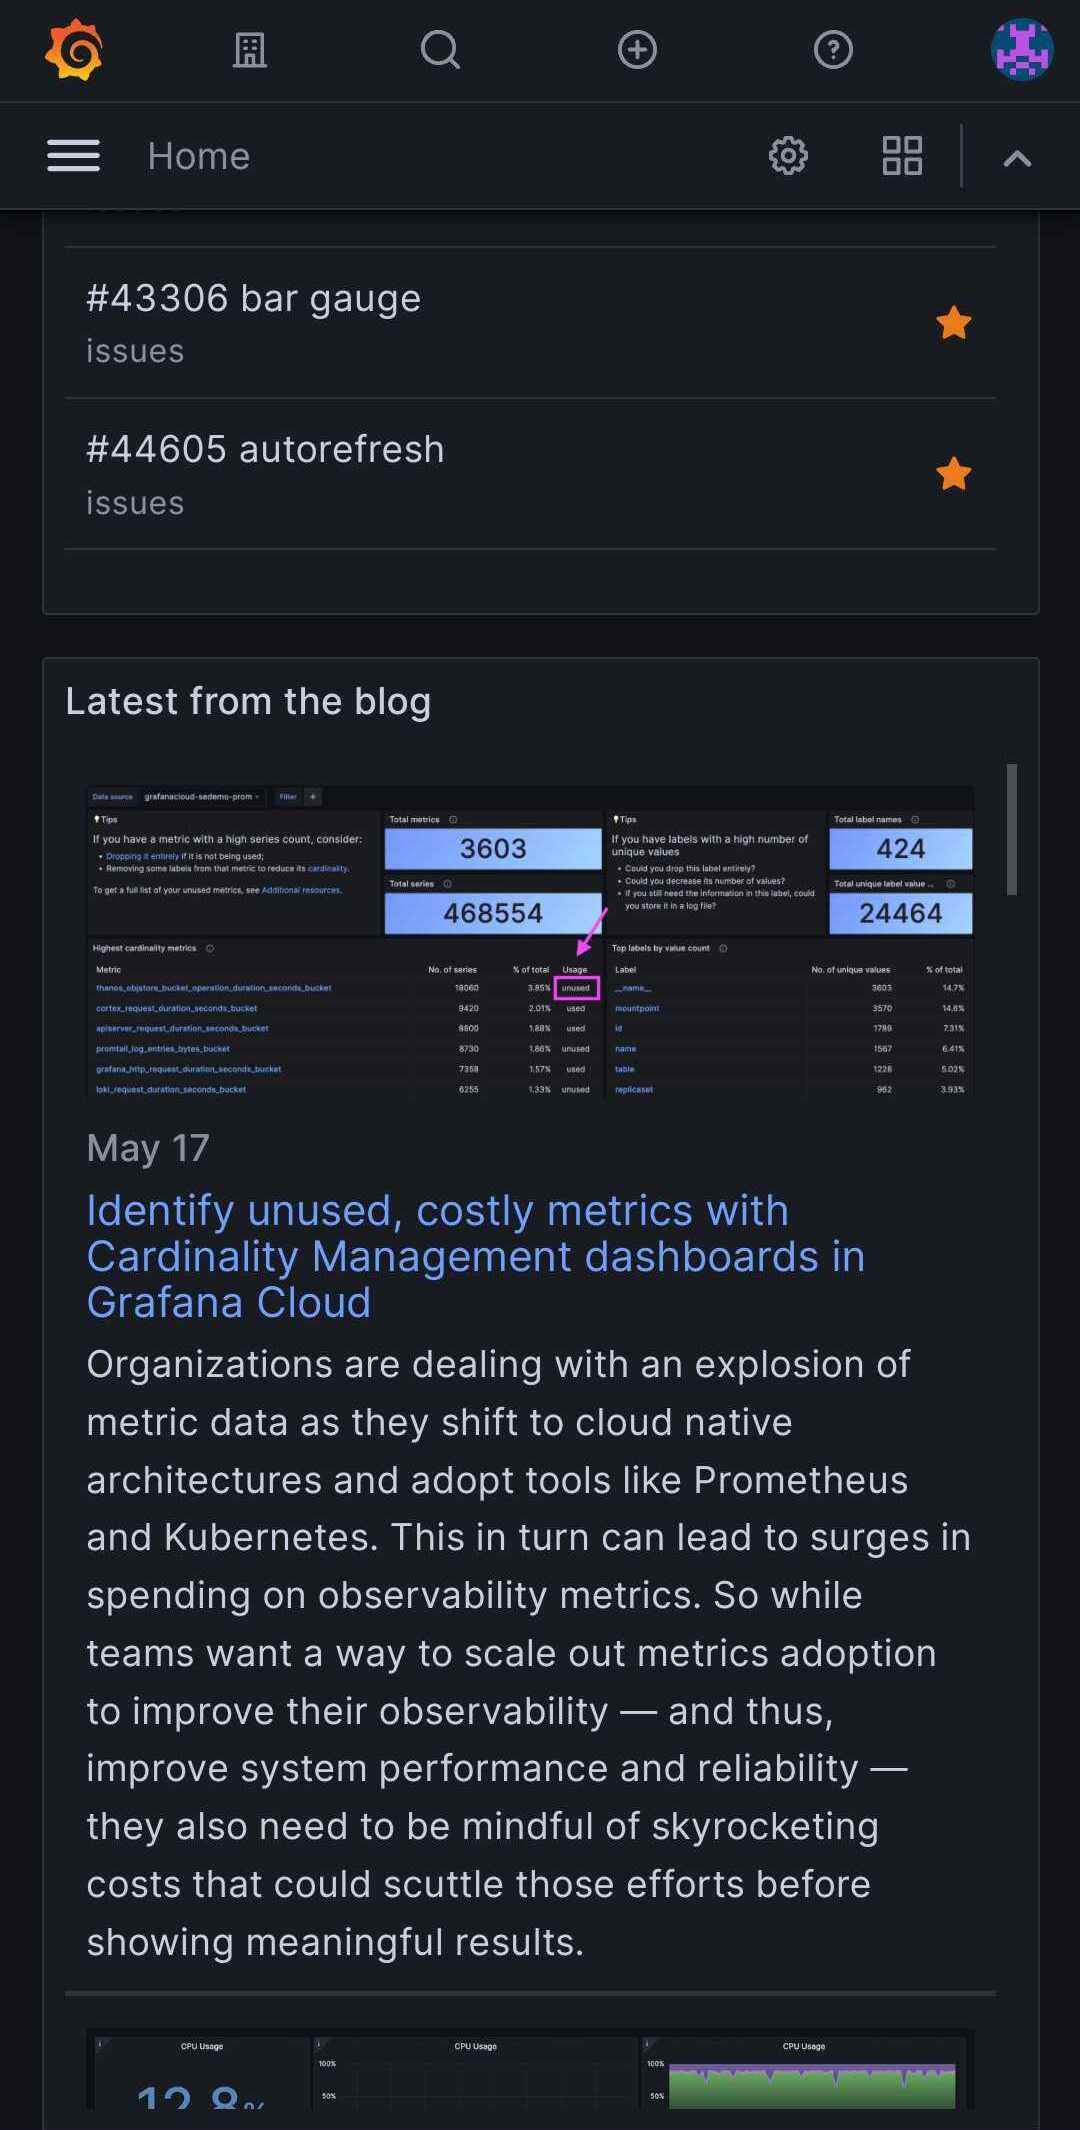 Home
#43306 bar gauge
issues
#44605 autorefresh
issues
Latest from the blog
Data source grafanacloud-sedemo-prom Filter +
Tips
If you have a metric with a high series count, consider:
• Dropping it entirely if it is not being used;
• Removing some labels from that metric to reduce its cardinality.
To get a full list of your unused metrics, see Additional resources.
Total metrics
3603
Total series
468554
Tips
If you have labels with a high number of
unique values
• Could you drop this label entirely?
• Could you decrease its number of values?
• If you still need the information in this label, could
you store it in a log file?
Total label names
424
Total unique label value ...
24464
Highest cardinality metrics
Metric No. of series % of total Usage
thanos_objstore_bucket_operation_duration_seconds_bucket 18060 3.85% unused
cortex_request_duration_seconds_bucket 9420 2.01% used
apiserver_request_duration_seconds_bucket 8800 1.88% used
promtail_log_entries_bytes_bucket 8730 1.86% unused
grafana_http_request_duration_seconds_bucket 7358 1.57% used
loki_request_duration_seconds_bucket 6255 1.33% unused
Top labels by value count
Label No. of unique values % of total
__name__ 3603 14.7%
mountpoint 3570 14.6%
id 1789 7.31%
name 1567 6.41%
table 1226 5.02%
replicaset 962 3.93%
May 17
Identify unused, costly metrics with
Cardinality Management dashboards in
Grafana Cloud
Organizations are dealing with an explosion of
metric data as they shift to cloud native
architectures and adopt tools like Prometheus
and Kubernetes. This in turn can lead to surges in
spending on observability metrics. So while
teams want a way to scale out metrics adoption
to improve their observability — and thus,
improve system performance and reliability —
they also need to be mindful of skyrocketing
costs that could scuttle those efforts before
showing meaningful results.
CPU Usage
12.8%
CPU Usage
100%
50%
CPU Usage
100%
50%